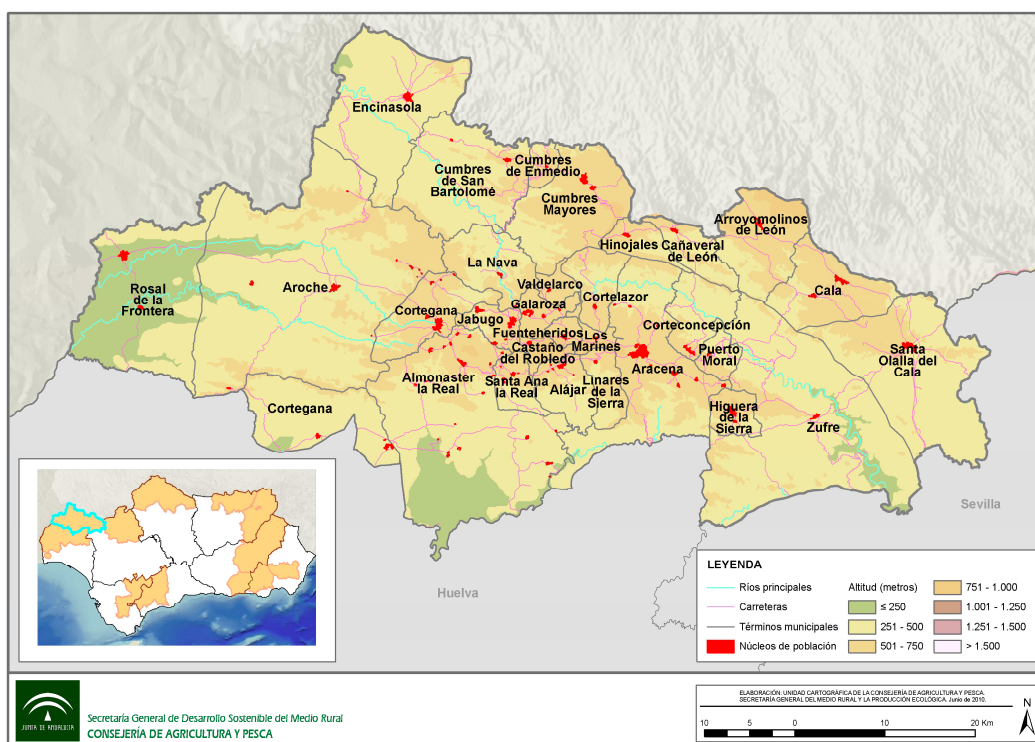 Encinasola
Cumbres
de Enmedio
Cumbres
de San
Bartolomé
Cumbres
Mayores
Arroyomolinos
de León
Hinojales
Cañaveral
de León
La Nava
Valdelarco
Cala
Rosal
de la
Frontera
Aroche
Galaroza
Cortelazor
Cortegana
Jabugo
Corteconcepción
Fuenteheridos
Los
Marines
Castaño
del Robledo
Puerto
Moral
Santa
Olalla del
Cala
Aracena
Almonaster
la Real
Santa Ana
la Real
Alájar
Linares
de la
Sierra
Cortegana
Higuera
de la
Sierra
Zufre
Sevilla
Huelva
LEYENDA
Ríos principales
Carreteras
Términos municipales
Núcleos de población
Altitud (metros)
≤ 250
251 - 500
501 - 750
751 - 1.000
1.001 - 1.250
1.251 - 1.500
> 1.500
JUNTA DE ANDALUCIA
Secretaría General de Desarrollo Sostenible del Medio Rural
CONSEJERÍA DE AGRICULTURA Y PESCA
ELABORACIÓN: UNIDAD CARTOGRÁFICA DE LA CONSEJERÍA DE AGRICULTURA Y PESCA.
SECRETARÍA GENERAL DEL MEDIO RURAL Y LA PRODUCCIÓN ECOLÓGICA. Junio de 2010.
10 5 0 10 20 Km
N